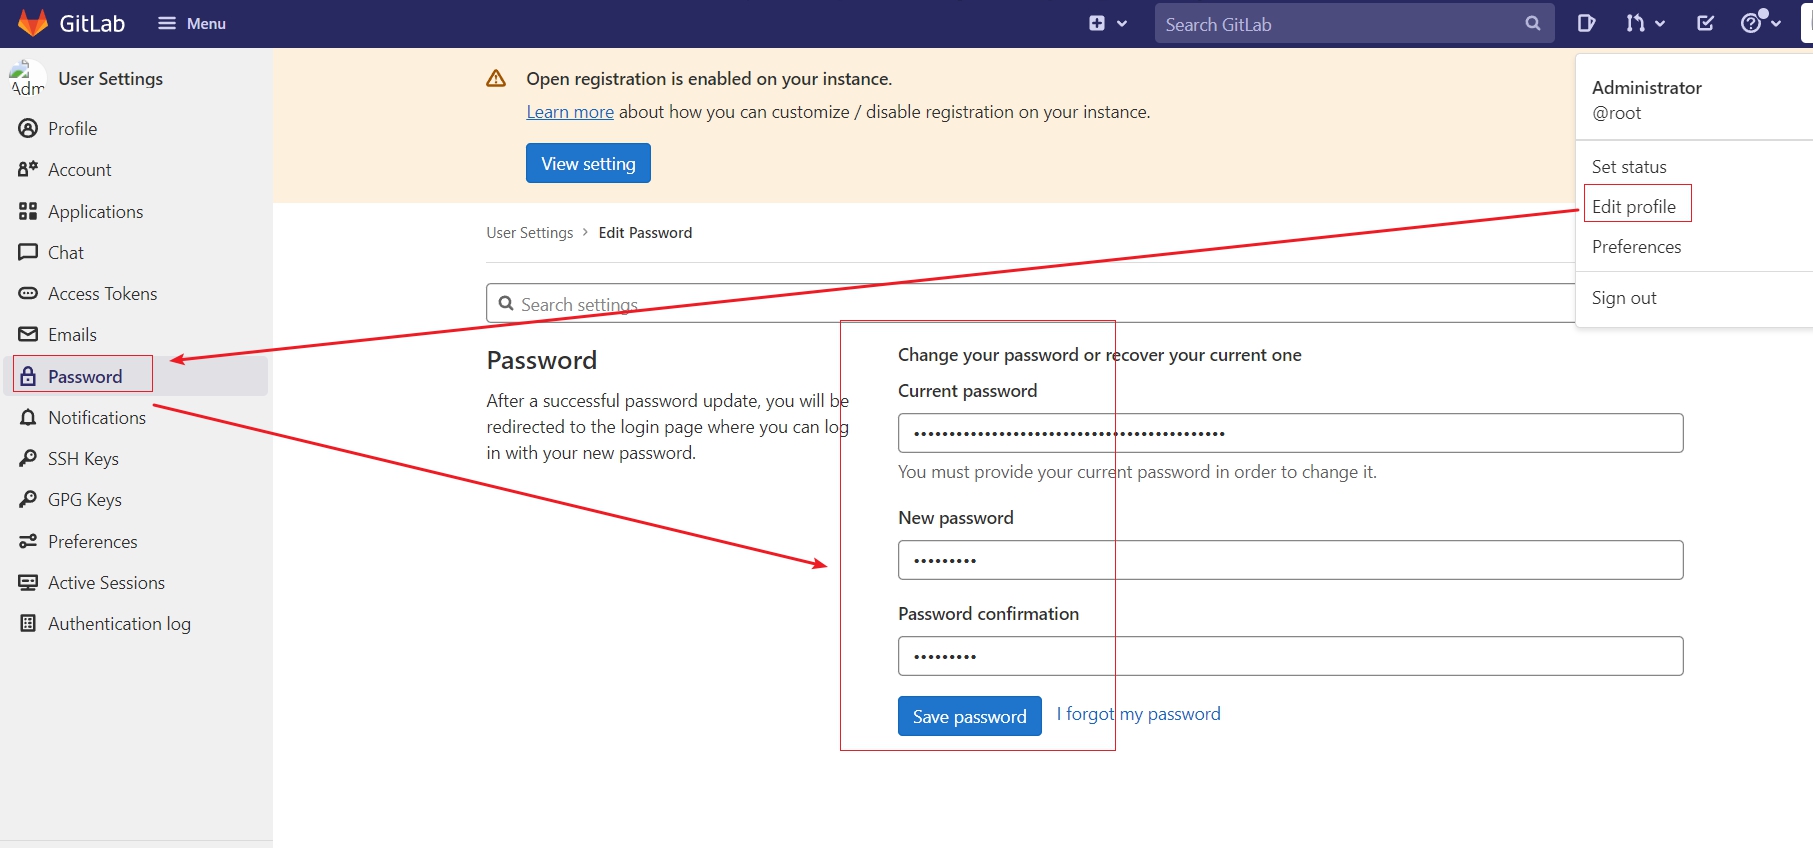 GitLab
Menu
Search GitLab
Adm
User Settings
Profile
Account
Applications
Chat
Access Tokens
Emails
Password
Notifications
SSH Keys
GPG Keys
Preferences
Active Sessions
Authentication log
Open registration is enabled on your instance.
Learn more about how you can customize / disable registration on your instance.
View setting
Administrator
@root
Set status
Edit profile
Preferences
Sign out
User Settings › Edit Password
Search settings
Password
After a successful password update, you will be
redirected to the login page where you can log
in with your new password.
Change your password or recover your current one
Current password
You must provide your current password in order to change it.
New password
Password confirmation
Save password
I forgot my password